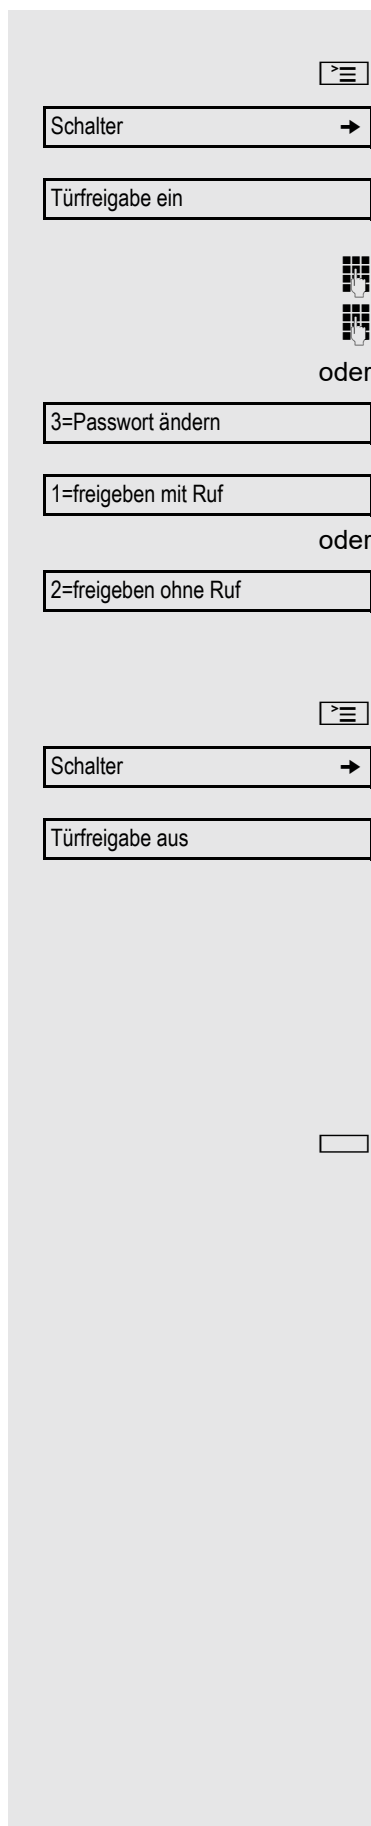 Schalter
Türfreigabe ein
oder
3=Passwort ändern
1=freigeben mit Ruf
oder
2=freigeben ohne Ruf
Schalter
Türfreigabe aus